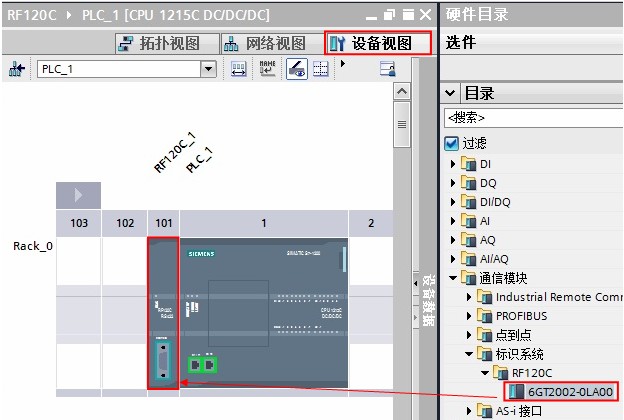 RF120C ▸ PLC_1 [CPU 1215C DC/DC/DC]
硬件目录
拓扑视图
网络视图
设备视图
选件
PLC_1
目录
<搜索>
过滤
RF120C_1
PLC_1
DI
DQ
DI/DQ
AI
AQ
AI/AQ
通信模块
Industrial Remote Comm
PROFIBUS
点到点
标识系统
RF120C
6GT2002-0LA00
AS-i 接口
103
102
101
1
2
Rack_0
SIEMENS
SIMATIC S7-1200
CPU 1215C
DC/DC/DC
RF120C
设备数据